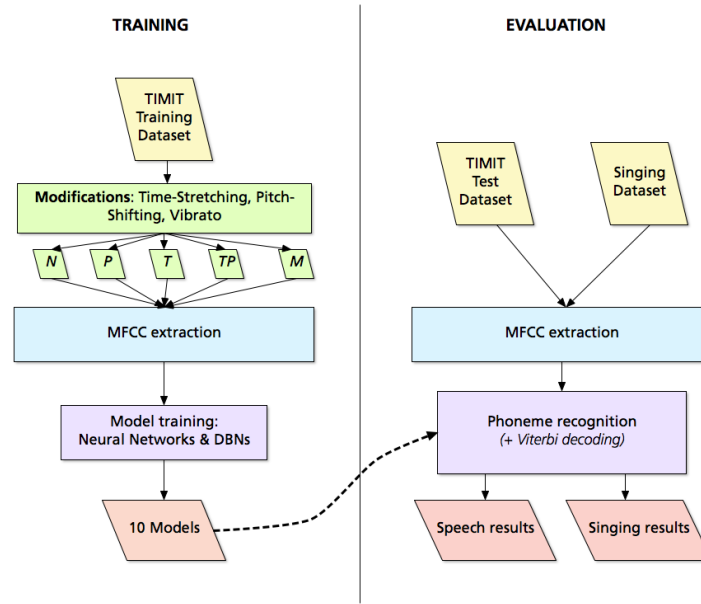 TRAINING
TIMIT
Training
Dataset
Modifications: Time-Stretching, Pitch-
Shifting, Vibrato
N P T TP M
MFCC extraction
Model training:
Neural Networks & DBNs
10 Models
EVALUATION
TIMIT
Test
Dataset
Singing
Dataset
MFCC extraction
Phoneme recognition
(+ Viterbi decoding)
Speech results
Singing results